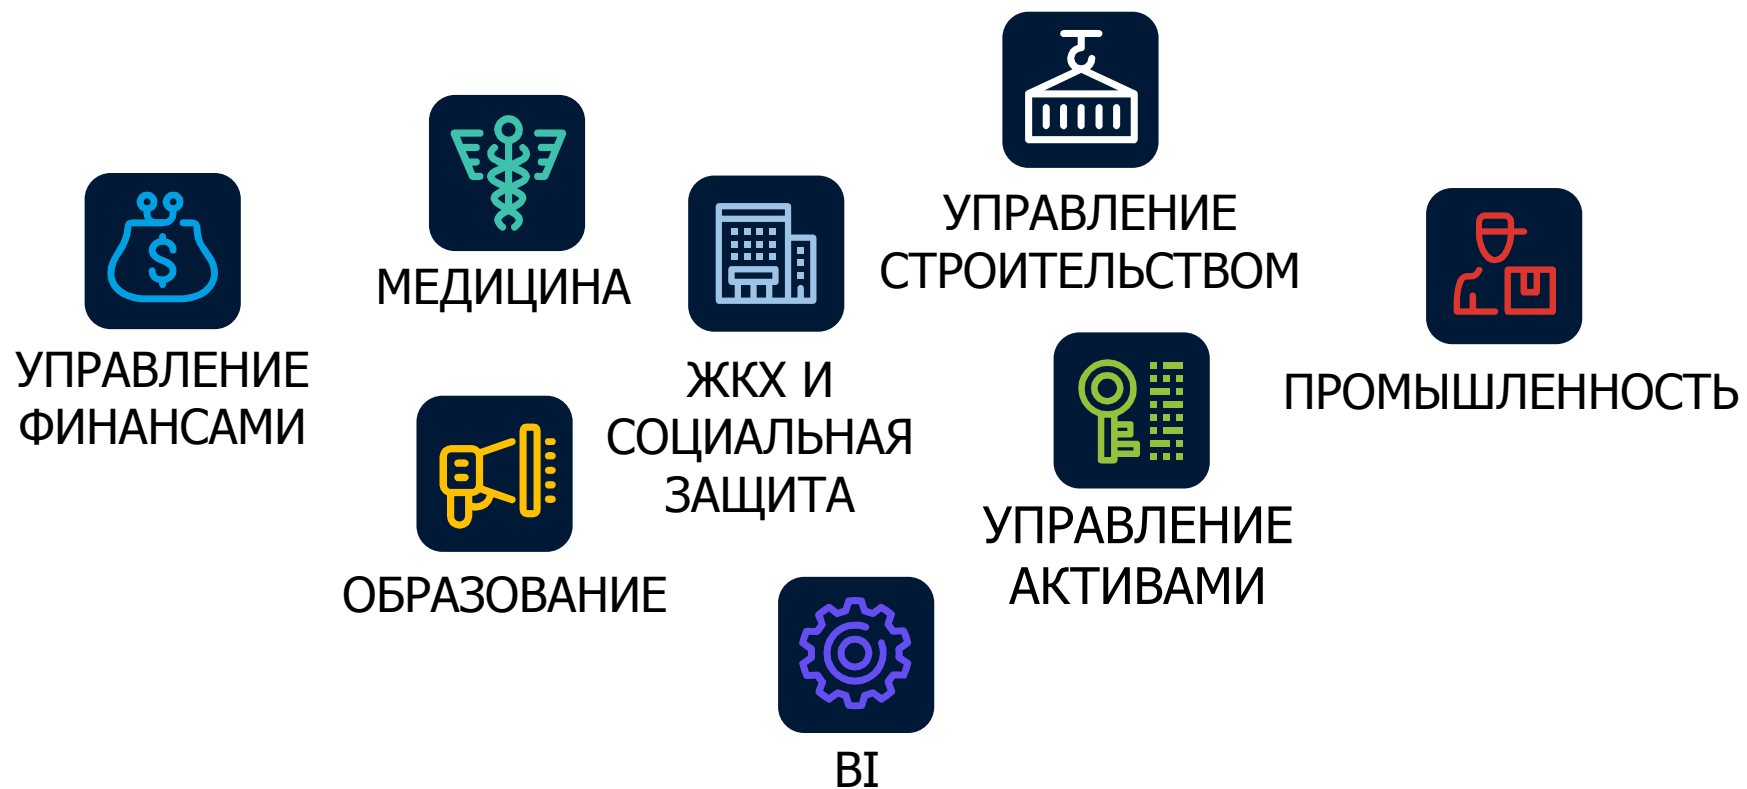 УПРАВЛЕНИЕ
ФИНАНСАМИ
МЕДИЦИНА
ОБРАЗОВАНИЕ
ЖКХ И
СОЦИАЛЬНАЯ
ЗАЩИТА
УПРАВЛЕНИЕ
СТРОИТЕЛЬСТВОМ
УПРАВЛЕНИЕ
АКТИВАМИ
ПРОМЫШЛЕННОСТЬ
BI